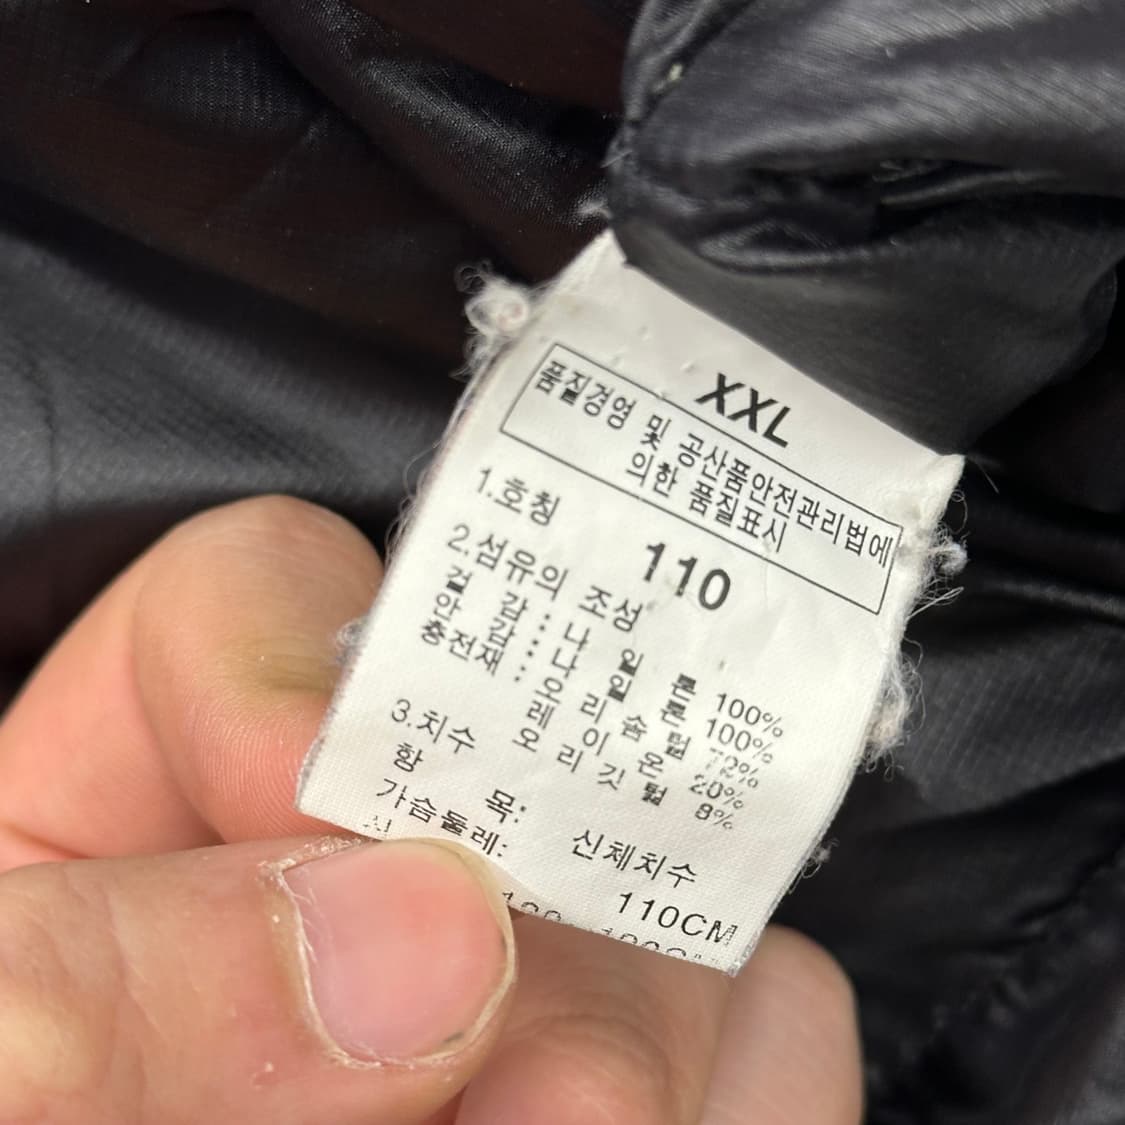 XXL
품질경영 및 공산품안전관리법에
의한 품질표시
1.호칭 110
2.섬유의 조성
겉 감 : 나 일 론 100%
안 감 : 나 일 론 100%
충전재 : 오 리 솜 털
레 이 온 20%
오 리 깃 털 8%
3.치수
항 목: 신체치수
가슴둘레: 110CM